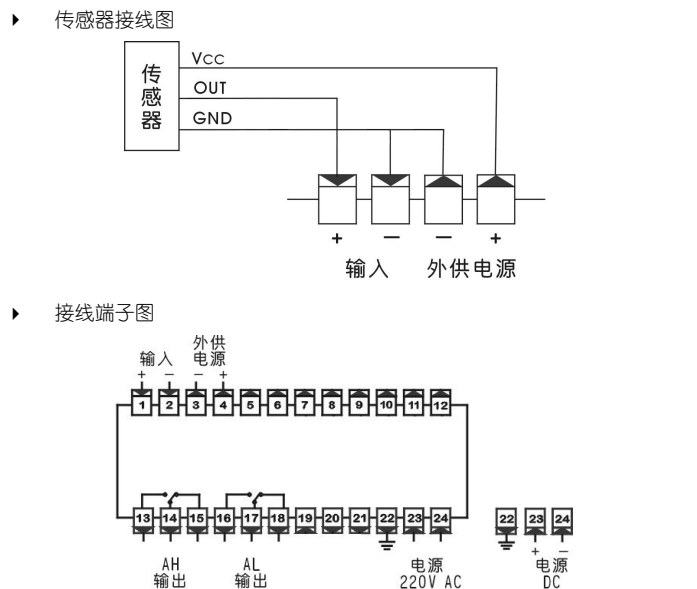 传感器接线图
传感器
VCC
OUT
GND
+ − − +
输入 外供电源
接线端子图
输入 外供电源
+ − − +
1 2 3 4 5 6 7 8 9 10 11 12
13 14 15 16 17 18 19 20 21 22 23 24
22 23 24
+ −
AH 输出
AL 输出
电源
220V AC
电源
DC